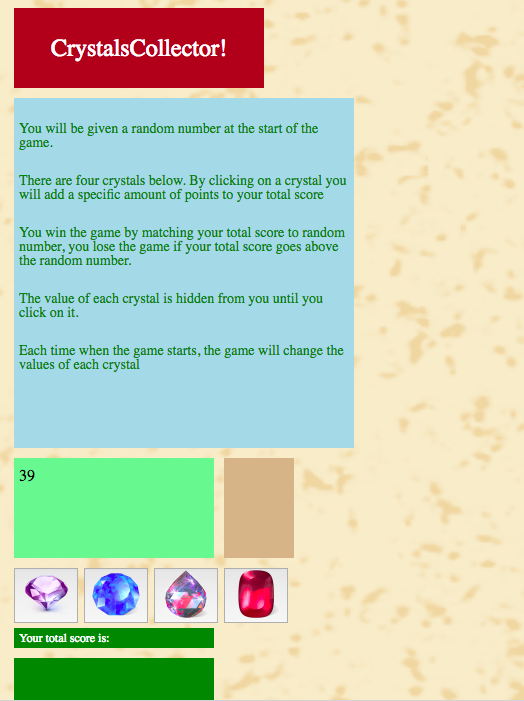 CrystalsCollector!
You will be given a random number at the start of the
game.
There are four crystals below. By clicking on a crystal you
will add a specific amount of points to your total score
You win the game by matching your total score to random
number, you lose the game if your total score goes above
the random number.
The value of each crystal is hidden from you until you
click on it.
Each time when the game starts, the game will change the
values of each crystal
39
Your total score is: